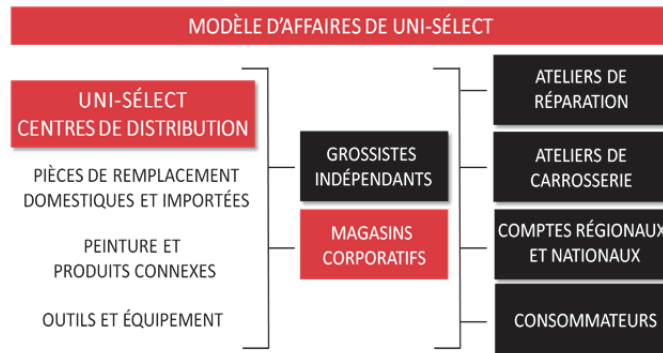 MODÈLE D'AFFAIRES DE UNI-SÉLECT
UNI-SÉLECT
CENTRES DE DISTRIBUTION
PIÈCES DE REMPLACEMENT
DOMESTIQUES ET IMPORTÉES
PEINTURE ET
PRODUITS CONNEXES
OUTILS ET ÉQUIPEMENT
GROSSISTES
INDÉPENDANTS
MAGASINS
CORPORATIFS
ATELIERS DE
RÉPARATION
ATELIERS DE
CARROSSERIE
COMPTES RÉGIONAUX
ET NATIONAUX
CONSOMMATEURS